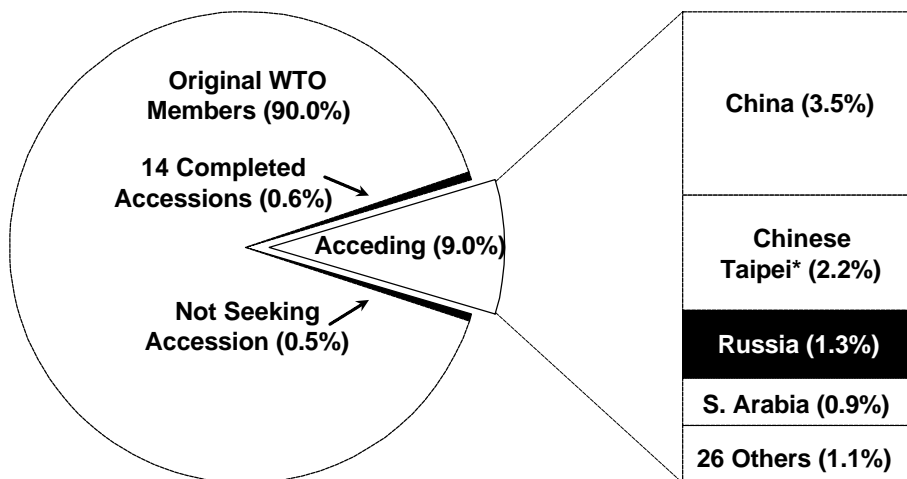 Original WTO
Members (90.0%)
14 Completed
Accessions (0.6%)
Acceding (9.0%)
Not Seeking
Accession (0.5%)
China (3.5%)
Chinese
Taipei* (2.2%)
Russia (1.3%)
S. Arabia (0.9%)
26 Others (1.1%)